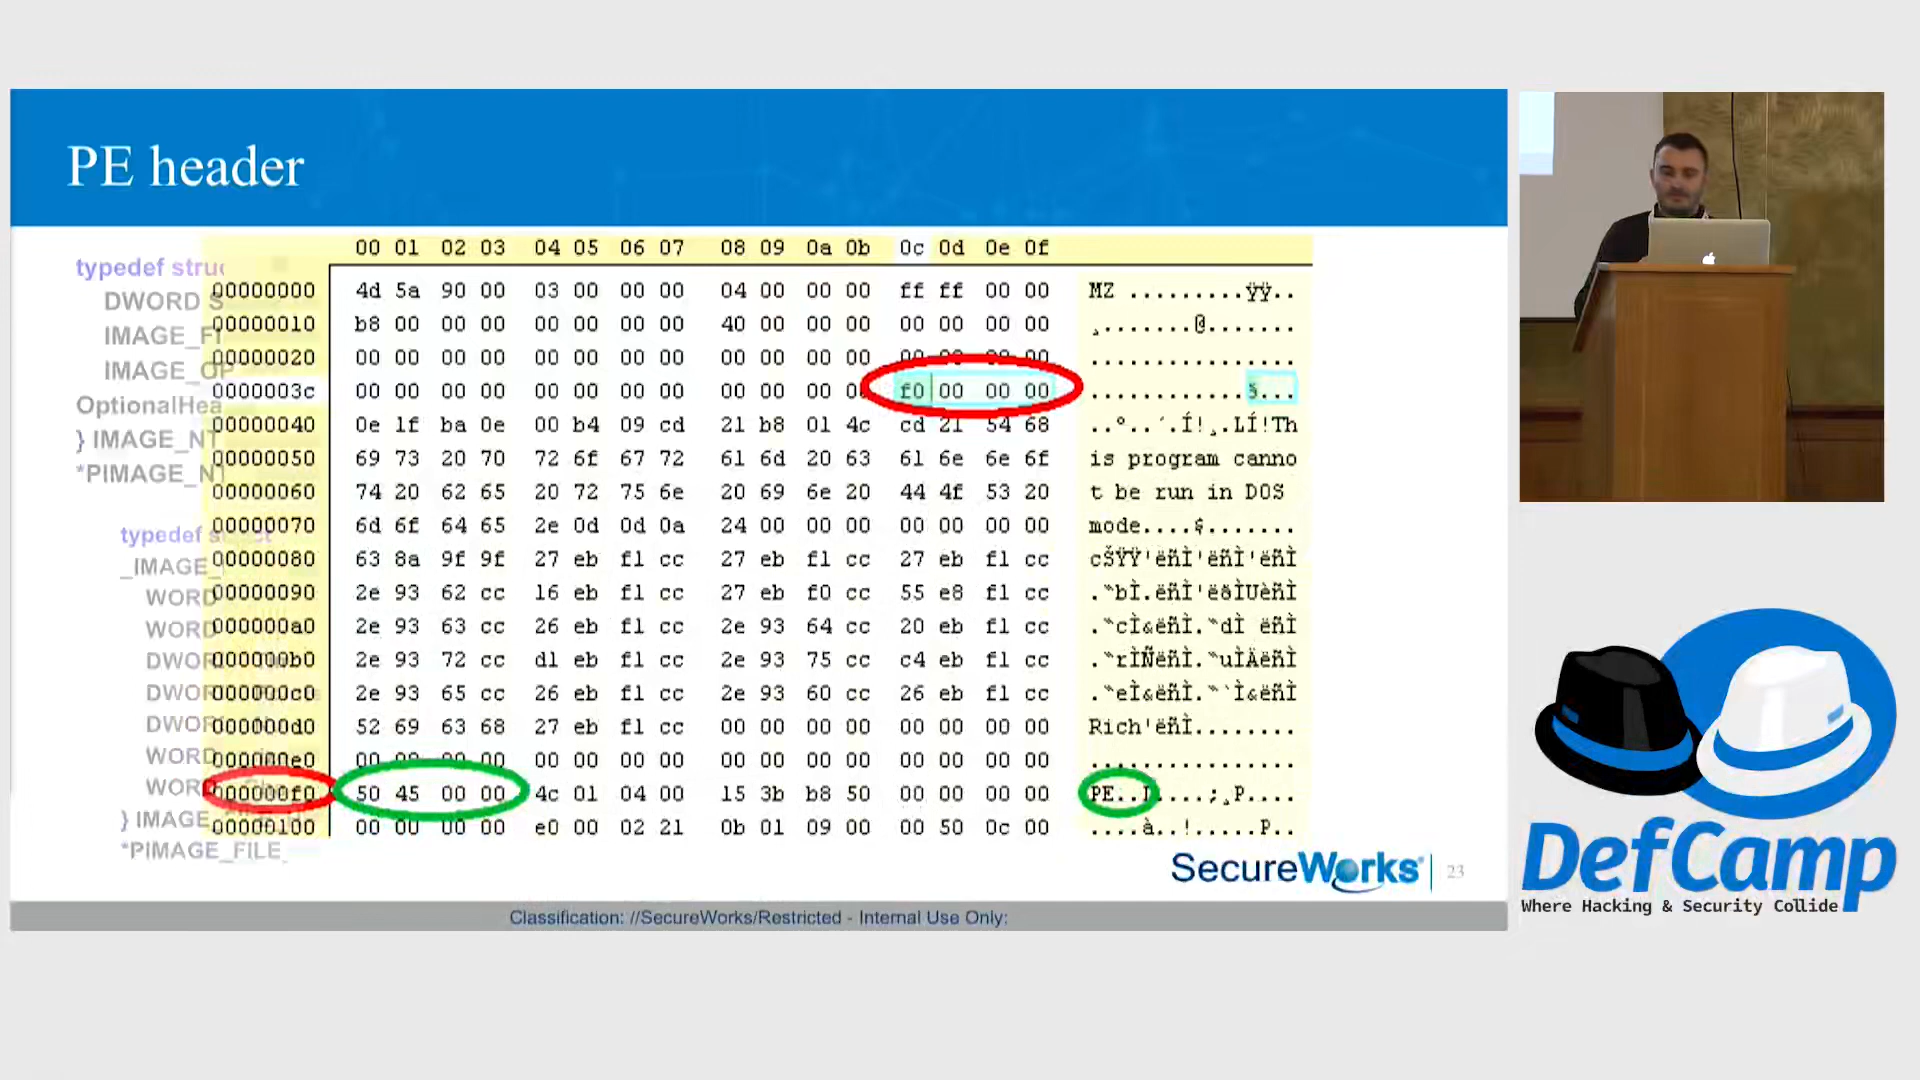 PE header
typedef struc
DWORD S
IMAGE_FI
IMAGE_OP
OptionalHea
} IMAGE_NT
*PIMAGE_NT
typedef struct
_IMAGE_
WORD
WORD
DWOR
DWOR
DWOR
WORD
WORD
} IMAGE_
*PIMAGE_FILE_
00 01 02 03 04 05 06 07 08 09 0a 0b 0c 0d 0e 0f
00000000 4d 5a 90 00 03 00 00 00 04 00 00 00 ff ff 00 00 MZ .........ÿÿ..
00000010 b8 00 00 00 00 00 00 00 40 00 00 00 00 00 00 00 ¸.......@.......
00000020 00 00 00 00 00 00 00 00 00 00 00 00 00 00 00 00 ................
0000003c 00 00 00 00 00 00 00 00 00 00 00 00 f0 00 00 00 ............§...
00000040 0e 1f ba 0e 00 b4 09 cd 21 b8 01 4c cd 21 54 68 ..º..´.Í!¸.LÍ!Th
00000050 69 73 20 70 72 6f 67 72 61 6d 20 63 61 6e 6e 6f is program canno
00000060 74 20 62 65 20 72 75 6e 20 69 6e 20 44 4f 53 20 t be run in DOS
00000070 6d 6f 64 65 2e 0d 0d 0a 24 00 00 00 00 00 00 00 mode....$.......
00000080 63 8a 9f 9f 27 eb f1 cc 27 eb f1 cc 27 eb f1 cc cŠŸŸ'ëñÌ'ëñÌ'ëñÌ
00000090 2e 93 62 cc 16 eb f1 cc 27 eb f0 cc 55 e8 f1 cc .“bÌ.ëñÌ'ëðÌUèñÌ
000000a0 2e 93 63 cc 26 eb f1 cc 2e 93 64 cc 20 eb f1 cc .“cÌ&ëñÌ.“dÌ ëñÌ
000000b0 2e 93 72 cc d1 eb f1 cc 2e 93 75 cc c4 eb f1 cc .“rÌÑëñÌ.“uÌÄëñÌ
000000c0 2e 93 65 cc 26 eb f1 cc 2e 93 60 cc 26 eb f1 cc .“eÌ&ëñÌ.“`Ì&ëñÌ
000000d0 52 69 63 68 27 eb f1 cc 00 00 00 00 00 00 00 00 Rich'ëñÌ........
000000e0 00 00 00 00 00 00 00 00 00 00 00 00 00 00 00 00 ................
000000f0 50 45 00 00 4c 01 04 00 15 3b b8 50 00 00 00 00 PE..L....;¸P....
00000100 00 00 00 00 e0 00 02 21 0b 01 09 00 00 50 0c 00 ....à..!.....P..
SecureWorks 23
Classification: //SecureWorks/Restricted - Internal Use Only:
DefCamp
Where Hacking & Security Collide